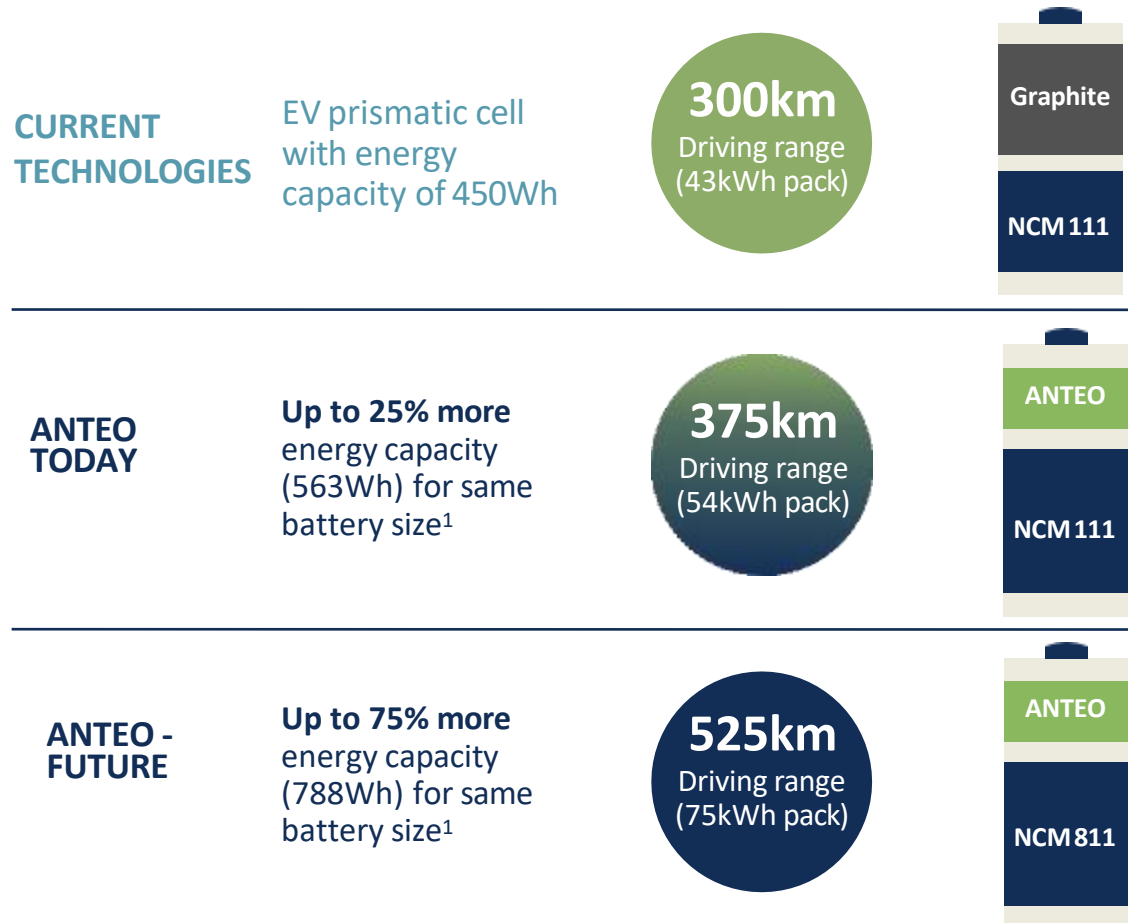 CURRENT
TECHNOLOGIES
EV prismatic cell
with energy
capacity of 450Wh
300km
Driving range
(43kWh pack)
Graphite
NCM 111
ANTEO
TODAY
Up to 25% more
energy capacity
(563Wh) for same
battery size¹
375km
Driving range
(54kWh pack)
ANTEO
NCM 111
ANTEO -
FUTURE
Up to 75% more
energy capacity
(788Wh) for same
battery size¹
525km
Driving range
(75kWh pack)
ANTEO
NCM 811